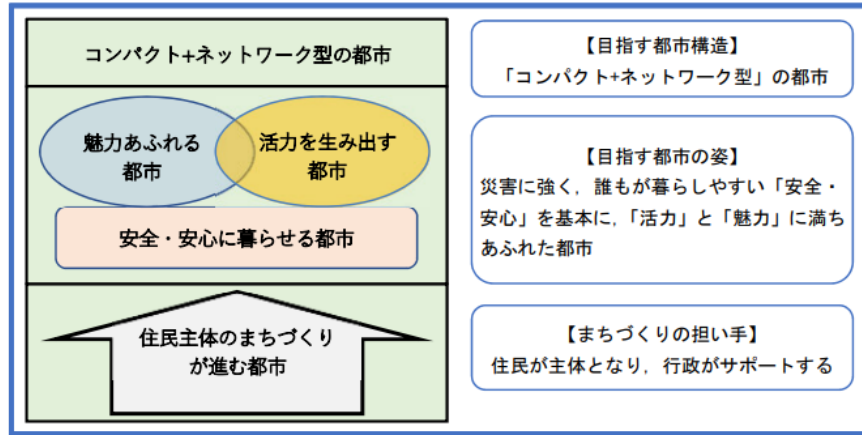 コンパクト+ネットワーク型の都市
魅力あふれる
都市
活力を生み出す
都市
安全・安心に暮らせる都市
住民主体のまちづくり
が進む都市
【目指す都市構造】
「コンパクト+ネットワーク型」の都市
【目指す都市の姿】
災害に強く，誰もが暮らしやすい「安全・
安心」を基本に，「活力」と「魅力」に満ち
あふれた都市
【まちづくりの担い手】
住民が主体となり，行政がサポートする